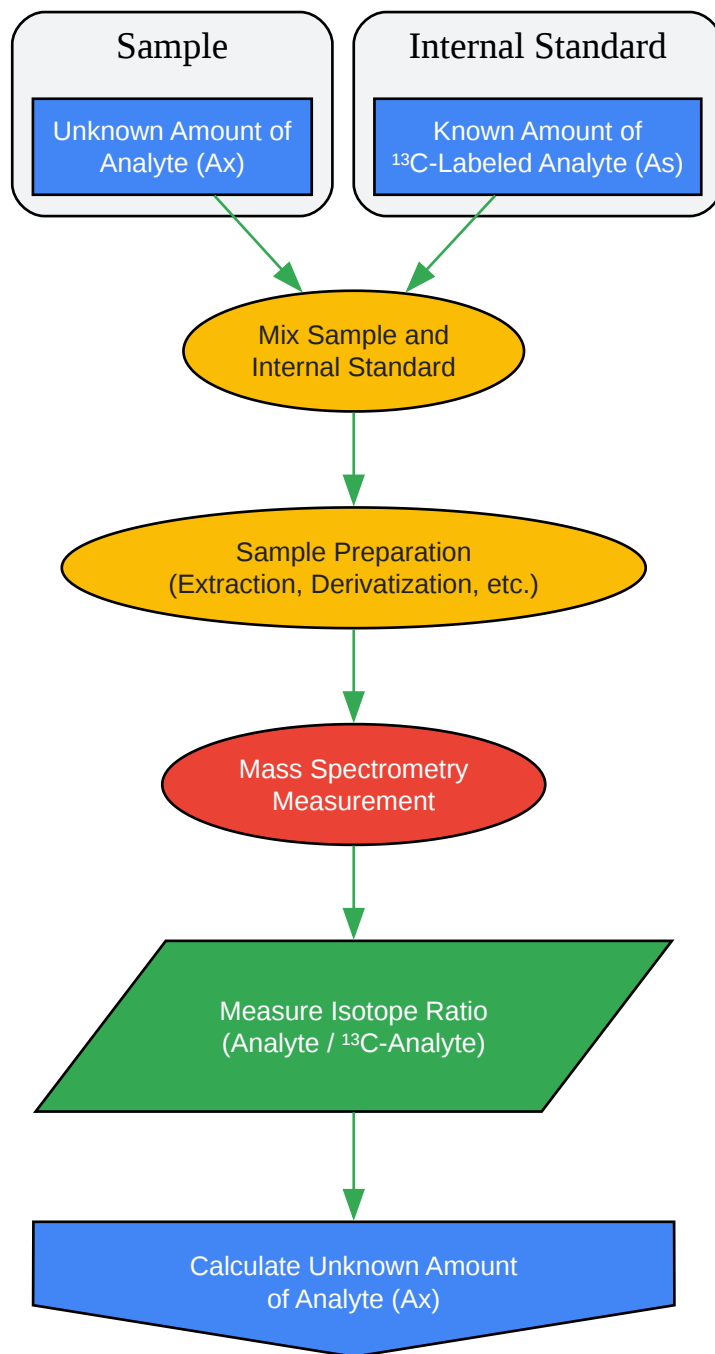 Sample
Internal Standard
Unknown Amount of
Analyte (Ax)
Known Amount of
¹³C-Labeled Analyte (As)
Mix Sample and
Internal Standard
Sample Preparation
(Extraction, Derivatization, etc.)
Mass Spectrometry
Measurement
Measure Isotope Ratio
(Analyte / ¹³C-Analyte)
Calculate Unknown Amount
of Analyte (Ax)